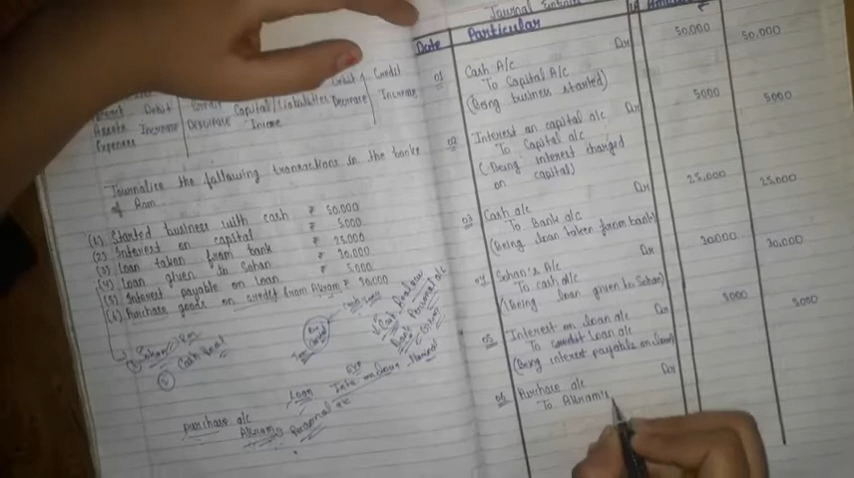 Debit Credit
Debit Credit Capital/Liabilities Decrease Increase
Assets Increase Decrease Income
Expenses
Journalize the following transactions in the books
of Ram
(1) Started business with cash ₹ 50,000
(2) Interest on capital ₹ 5000
(3) Loan taken from bank ₹ 25,000
(4) Loan given to Sohan ₹ 30,000
(5) Interest payable on Loan ₹ 5000
(6) Purchase goods on credit from Akram ₹ 30,000
Purchase a/c
Loan
Personal
Journal
Date Particular
01 Cash A/c Dr 50,000
To Capital A/c 50,000
(Being business started)
02 Interest on capital a/c Dr 5000
To Capital a/c 5000
(Being interest charged
on capital)
03 Cash a/c Dr 25,000
To Bank a/c 25,000
(Being loan taken from bank)
04 Sohan's A/c Dr 30,000
To cash a/c 30,000
(Being loan given to Sohan)
05 Interest on loan a/c Dr 5000
To loan a/c 5000
(Being interest payable on loan)
06 Purchase a/c Dr
To Akram's